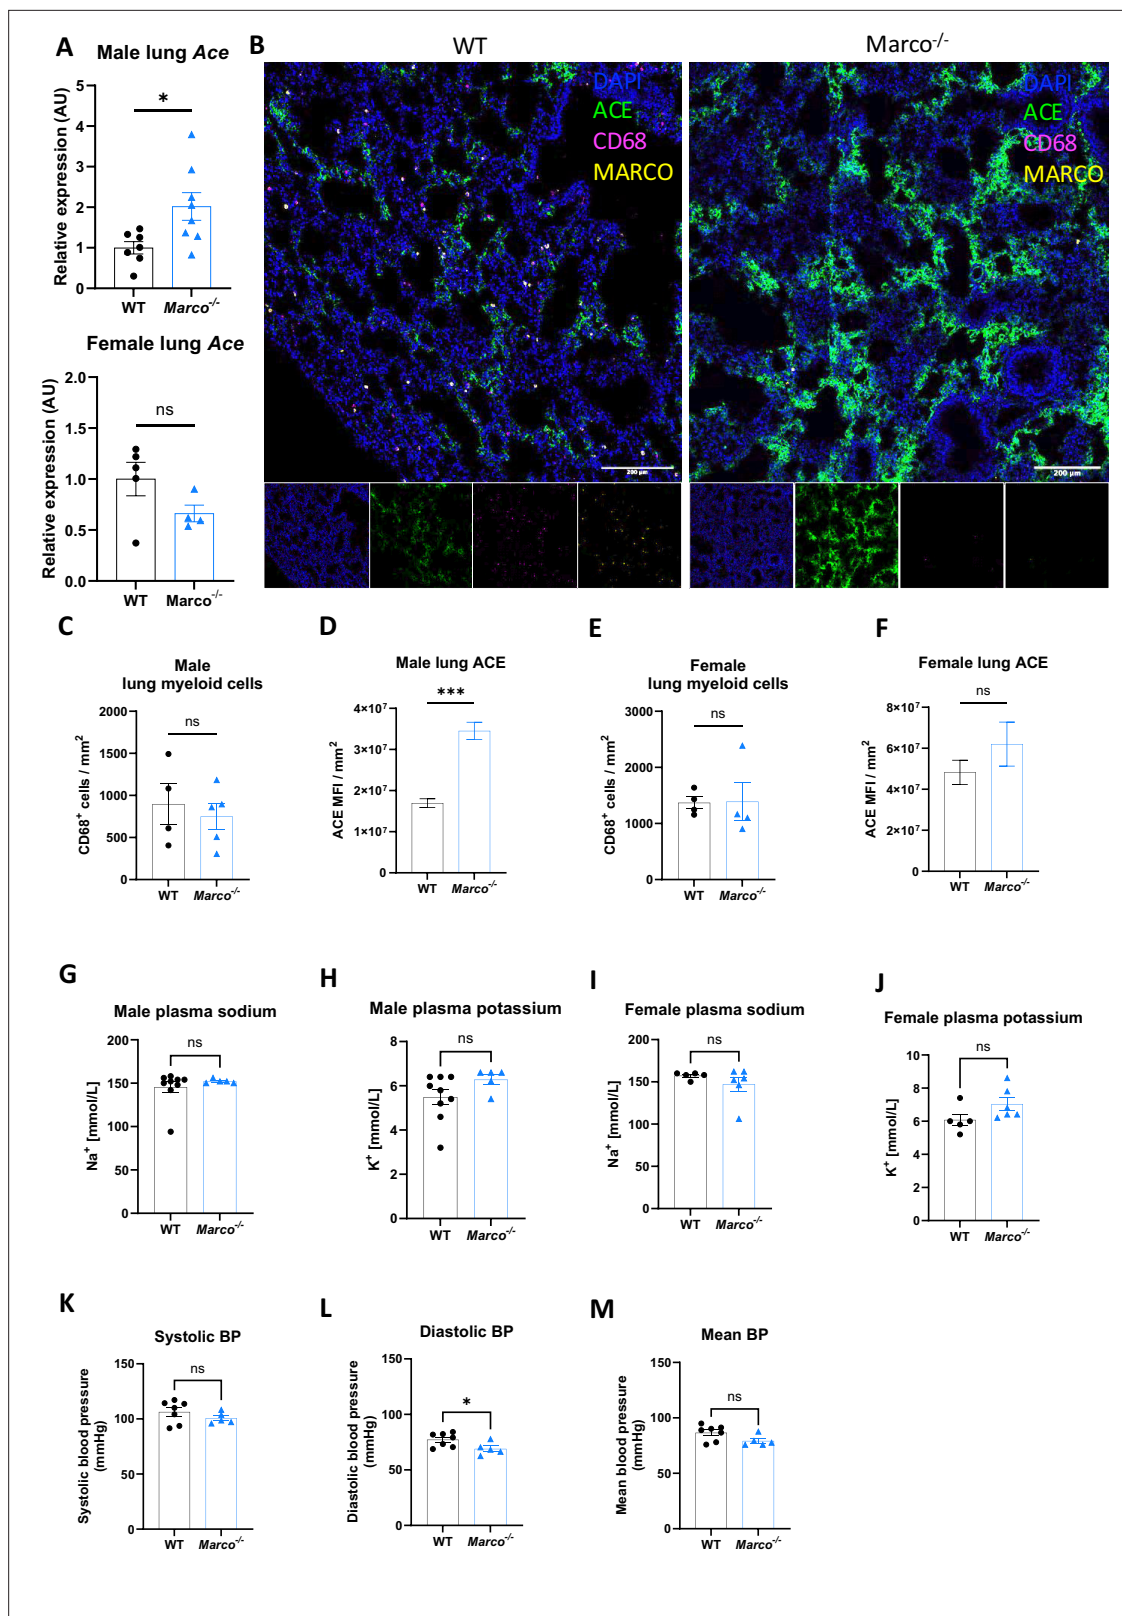 A
Male lung Ace
Relative expression (AU)
5
4
3
2
1
0
*
WT
Marco-/-
Female lung Ace
Relative expression (AU)
2.0
1.5
1.0
0.5
0.0
ns
WT
Marco-/-
B
WT
DAPI
ACE
CD68
MARCO
200 µm
Marco-/-
DAPI
ACE
CD68
MARCO
200 µm
C
Male
lung myeloid cells
CD68+ cells / mm2
2000
1500
1000
500
0
ns
WT
Marco-/-
D
Male lung ACE
ACE MFI / mm2
4×10⁷
3×10⁷
2×10⁷
1×10⁷
0
***
WT
Marco-/-
E
Female
lung myeloid cells
CD68+ cells / mm2
3000
2000
1000
0
ns
WT
Marco-/-
F
Female lung ACE
ACE MFI / mm2
8×10⁷
6×10⁷
4×10⁷
2×10⁷
0
ns
WT
Marco-/-
G
Male plasma sodium
Na+ [mmol/L]
200
150
100
50
0
ns
WT
Marco-/-
H
Male plasma potassium
K+ [mmol/L]
8
6
4
2
0
ns
WT
Marco-/-
I
Female plasma sodium
Na+ [mmol/L]
200
150
100
50
0
ns
WT
Marco-/-
J
Female plasma potassium
K+ [mmol/L]
10
8
6
4
2
0
ns
WT
Marco-/-
K
Systolic BP
Systolic blood pressure
(mmHg)
150
100
50
0
ns
WT
Marco-/-
L
Diastolic BP
Diastolic blood pressure
(mmHg)
150
100
50
0
*
WT
Marco-/-
M
Mean BP
Mean blood pressure
(mmHg)
150
100
50
0
ns
WT
Marco-/-